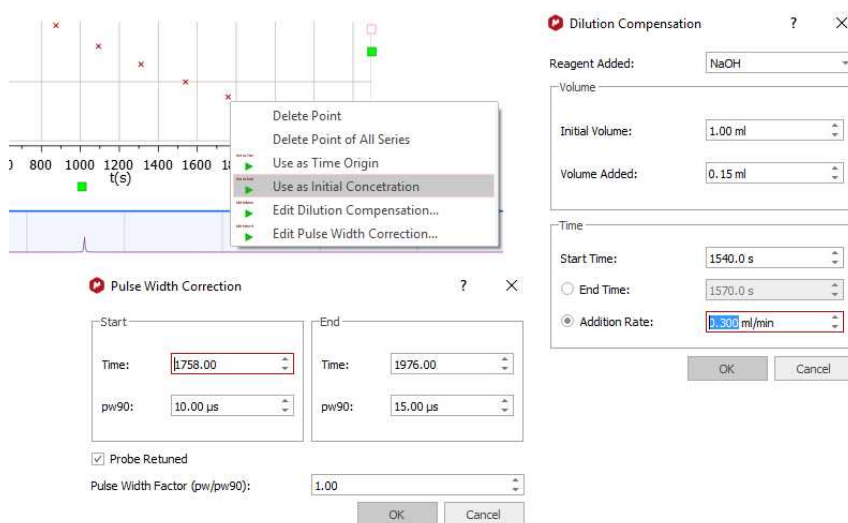 Dilution Compensation ? X
Reagent Added: NaOH
Volume
Initial Volume: 1.00 ml
Volume Added: 0.15 ml
Time
Start Time: 1540.0 s
End Time: 1570.0 s
Addition Rate: 0.300 ml/min
OK Cancel
800 1000 1200 1400 1600
t(s)
Delete Point
Delete Point of All Series
Use as Time Origin
Use as Initial Concetration
Edit Dilution Compensation...
Edit Pulse Width Correction...
Pulse Width Correction ? X
Start
Time: 1758.00
pw90: 10.00 µs
End
Time: 1976.00
pw90: 15.00 µs
Probe Retuned
Pulse Width Factor (pw/pw90): 1.00
OK Cancel